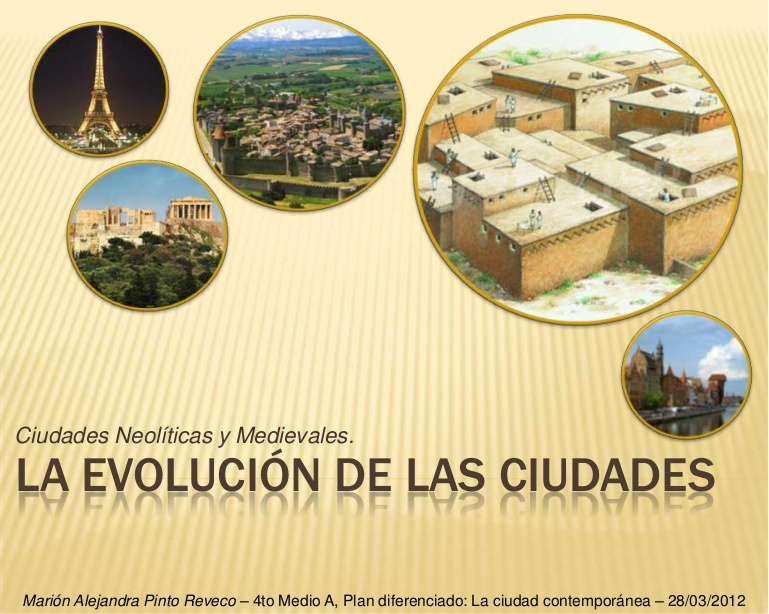 Ciudades Neolíticas y Medievales.
LA EVOLUCIÓN DE LAS CIUDADES
Marión Alejandra Pinto Reveco – 4to Medio A, Plan diferenciado: La ciudad contemporánea – 28/03/2012